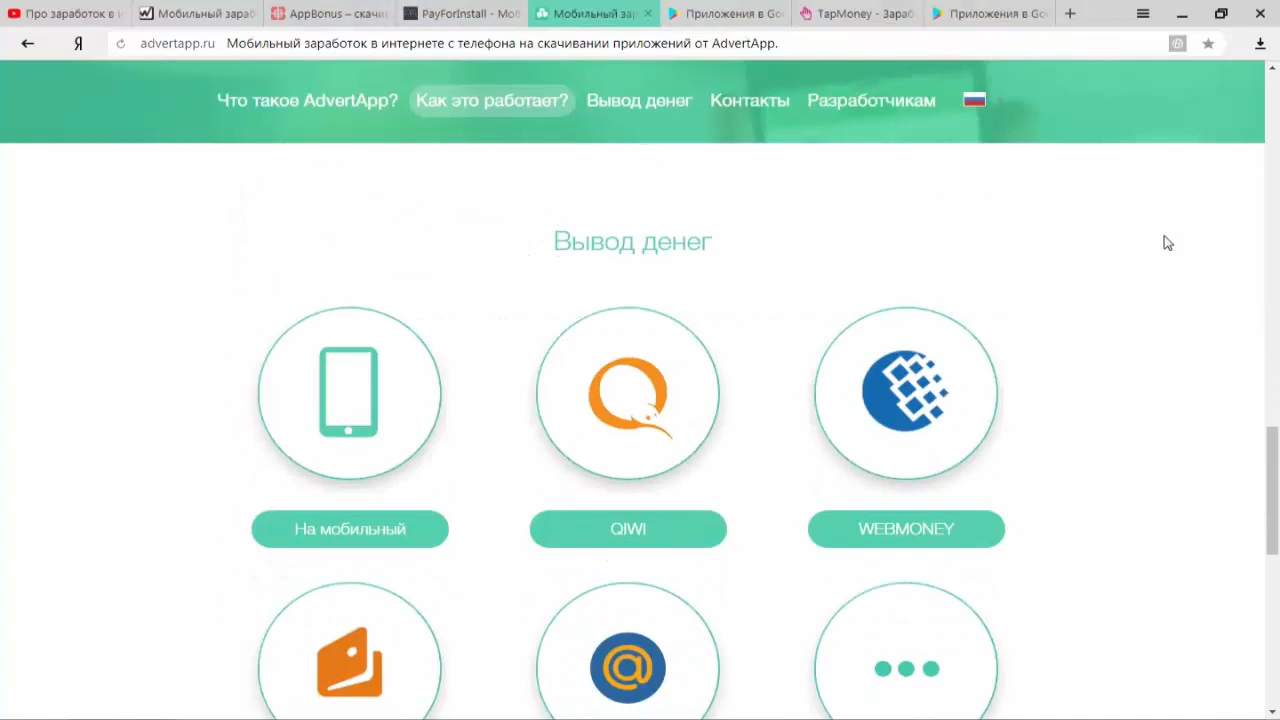 Про заработок в і
Мобильный зараб
AppBonus – скачи
PayForInstall - Моб
Мобильный зар
Приложения в Go
TapMoney - Зараб
Приложения в Go
Я
advertapp.ru Мобильный заработок в интернете с телефона на скачивании приложений от AdvertApp.
Что такое AdvertApp? Как это работает? Вывод денег Контакты Разработчикам
Вывод денег
На мобильный
QIWI
WEBMONEY